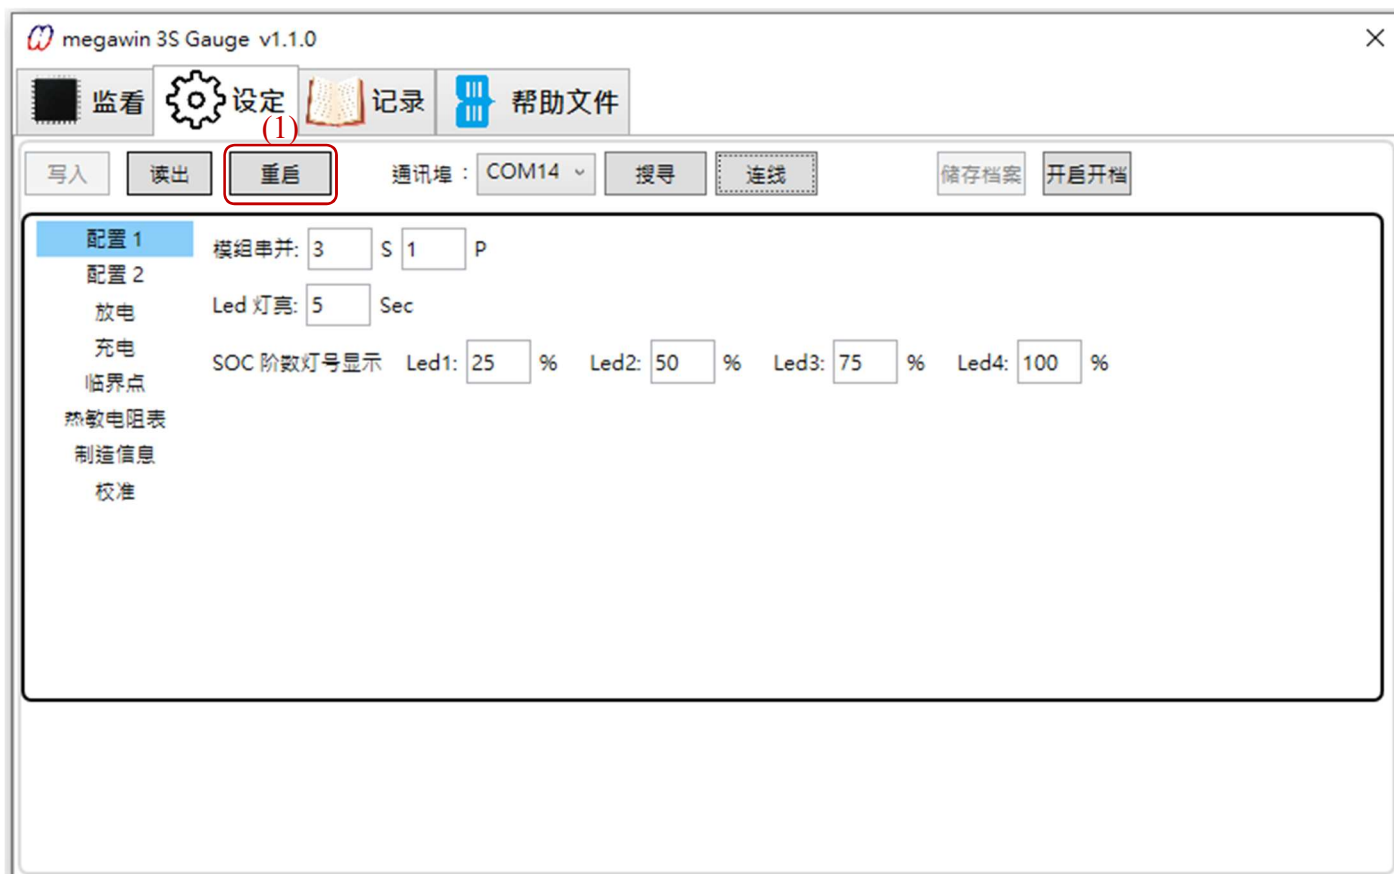 megawin 3S Gauge v1.1.0
监看 设定 记录 帮助文件
(1)
写入 读出 重启 通讯埠： COM14 搜寻 连线 储存档案 开启开档
配置 1
模组串并: 3 S 1 P
配置 2
放电
Led 灯亮: 5 Sec
充电
SOC 阶数灯号显示 Led1: 25 % Led2: 50 % Led3: 75 % Led4: 100 %
临界点
热敏电阻表
制造信息
校准